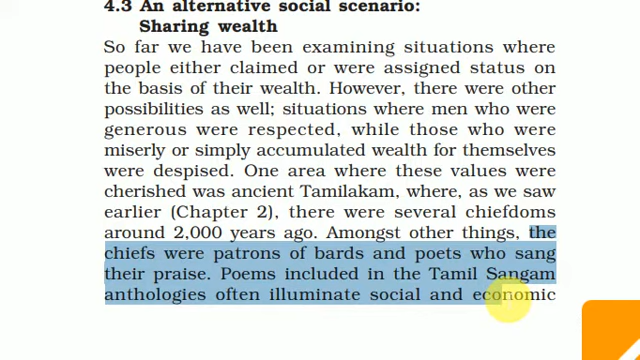 4.3 An alternative social scenario:
Sharing wealth
So far we have been examining situations where
people either claimed or were assigned status on
the basis of their wealth. However, there were other
possibilities as well; situations where men who were
generous were respected, while those who were
miserly or simply accumulated wealth for themselves
were despised. One area where these values were
cherished was ancient Tamilakam, where, as we saw
earlier (Chapter 2), there were several chiefdoms
around 2,000 years ago. Amongst other things, the
chiefs were patrons of bards and poets who sang
their praise. Poems included in the Tamil Sangam
anthologies often illuminate social and economic